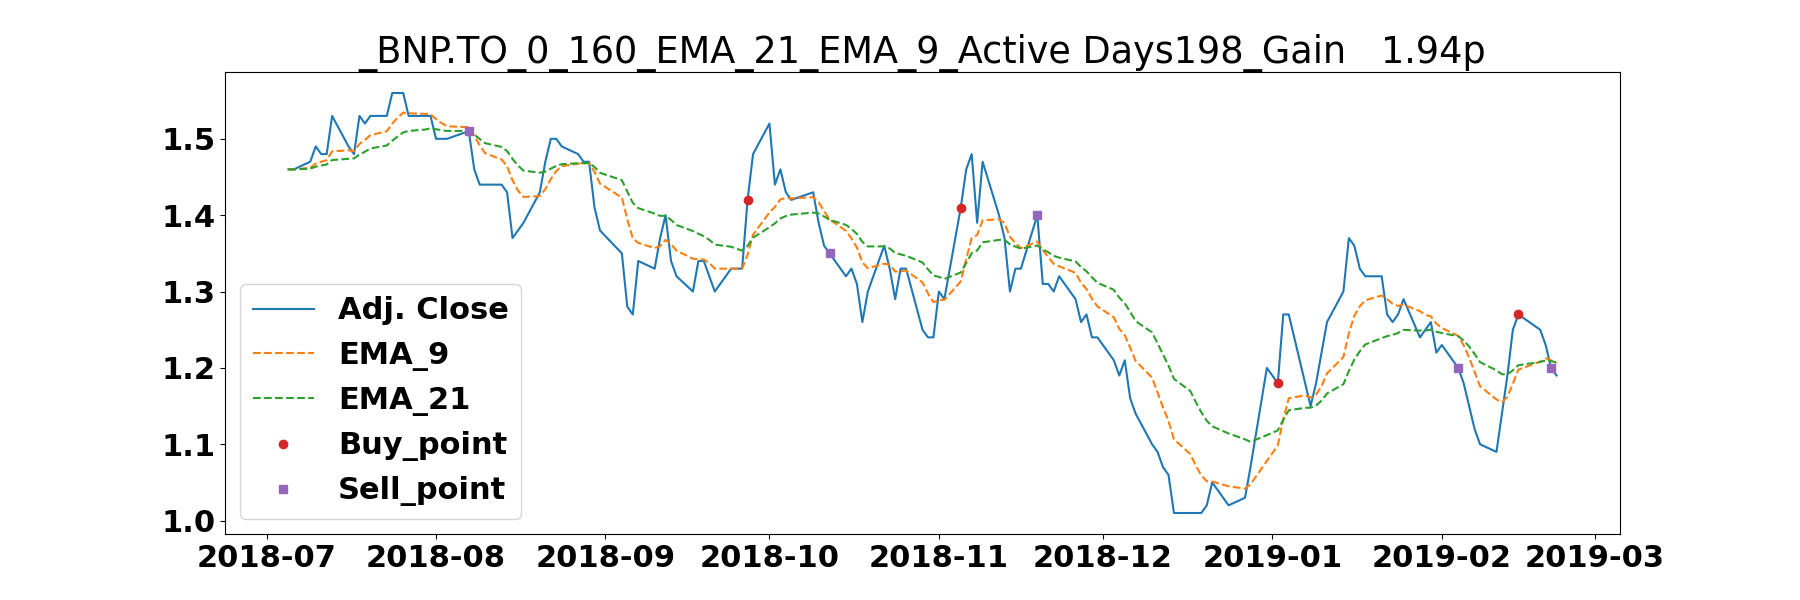 _BNP.TO_0_160_EMA_21_EMA_9_Active Days198_Gain   1.94p
1.5
1.4
1.3
1.2
1.1
1.0
Adj. Close
EMA_9
EMA_21
Buy_point
Sell_point
2018-07 2018-08 2018-09 2018-10 2018-11 2018-12 2019-01 2019-02 2019-03